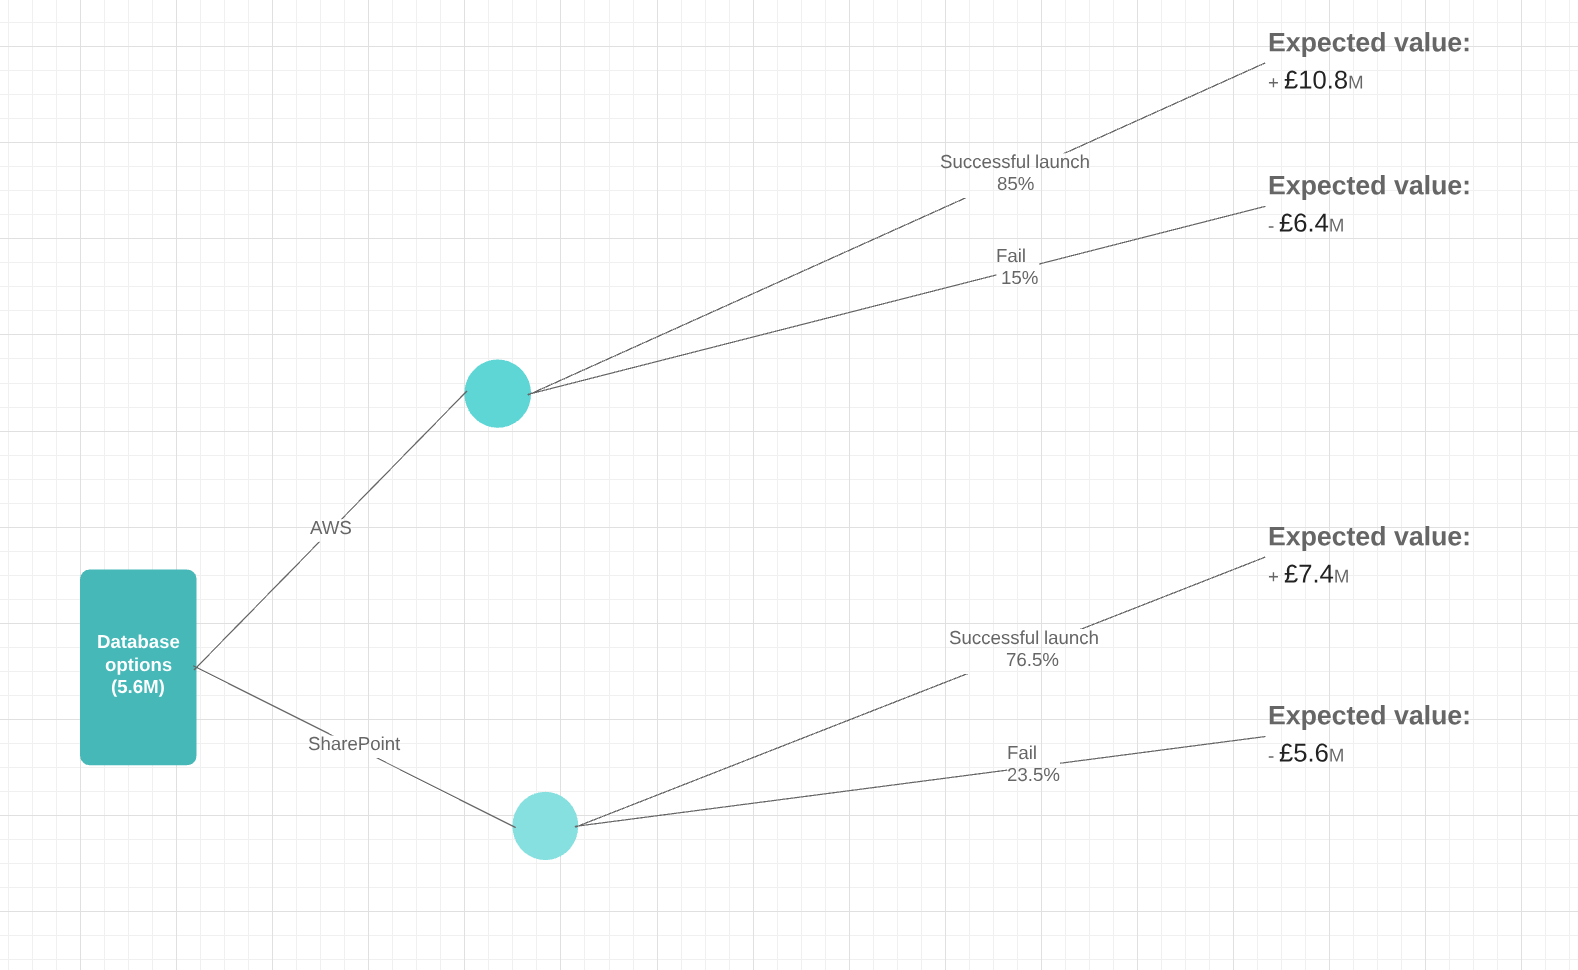 Expected value:
+ £10.8M
Successful launch
85%
Expected value:
- £6.4M
Fail
15%
AWS
Expected value:
+ £7.4M
Database
options
(5.6M)
Successful launch
76.5%
SharePoint
Expected value:
- £5.6M
Fail
23.5%